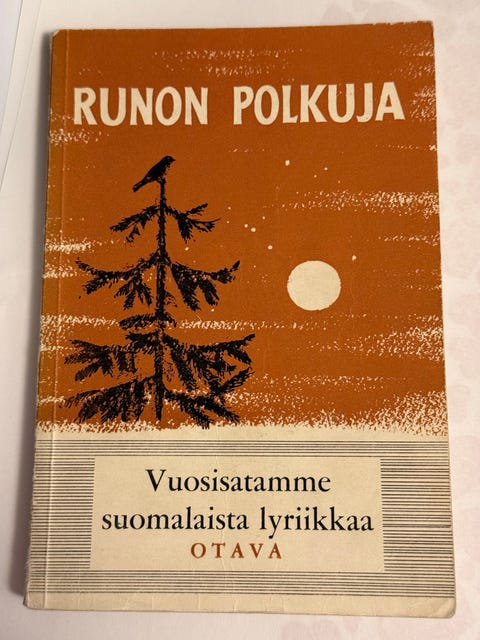 RUNON POLKUJA
Vuosisatamme
suomalaista lyriikkaa
OTAVA